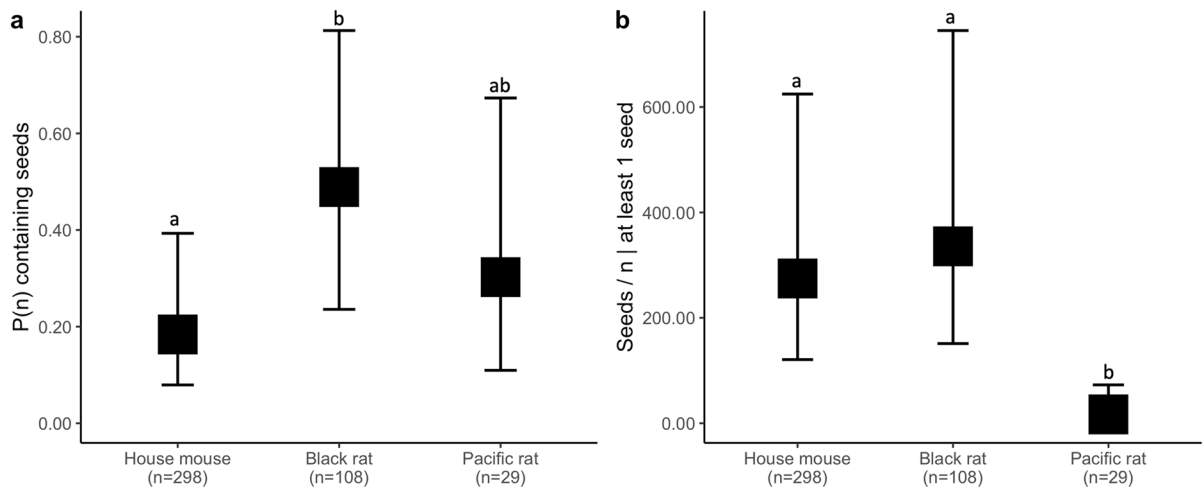 a
P(n) containing seeds
0.80
0.60
0.40
0.20
0.00
a
b
ab
House mouse
(n=298)
Black rat
(n=108)
Pacific rat
(n=29)
b
Seeds / n | at least 1 seed
600.00
400.00
200.00
0.00
a
a
b
House mouse
(n=298)
Black rat
(n=108)
Pacific rat
(n=29)